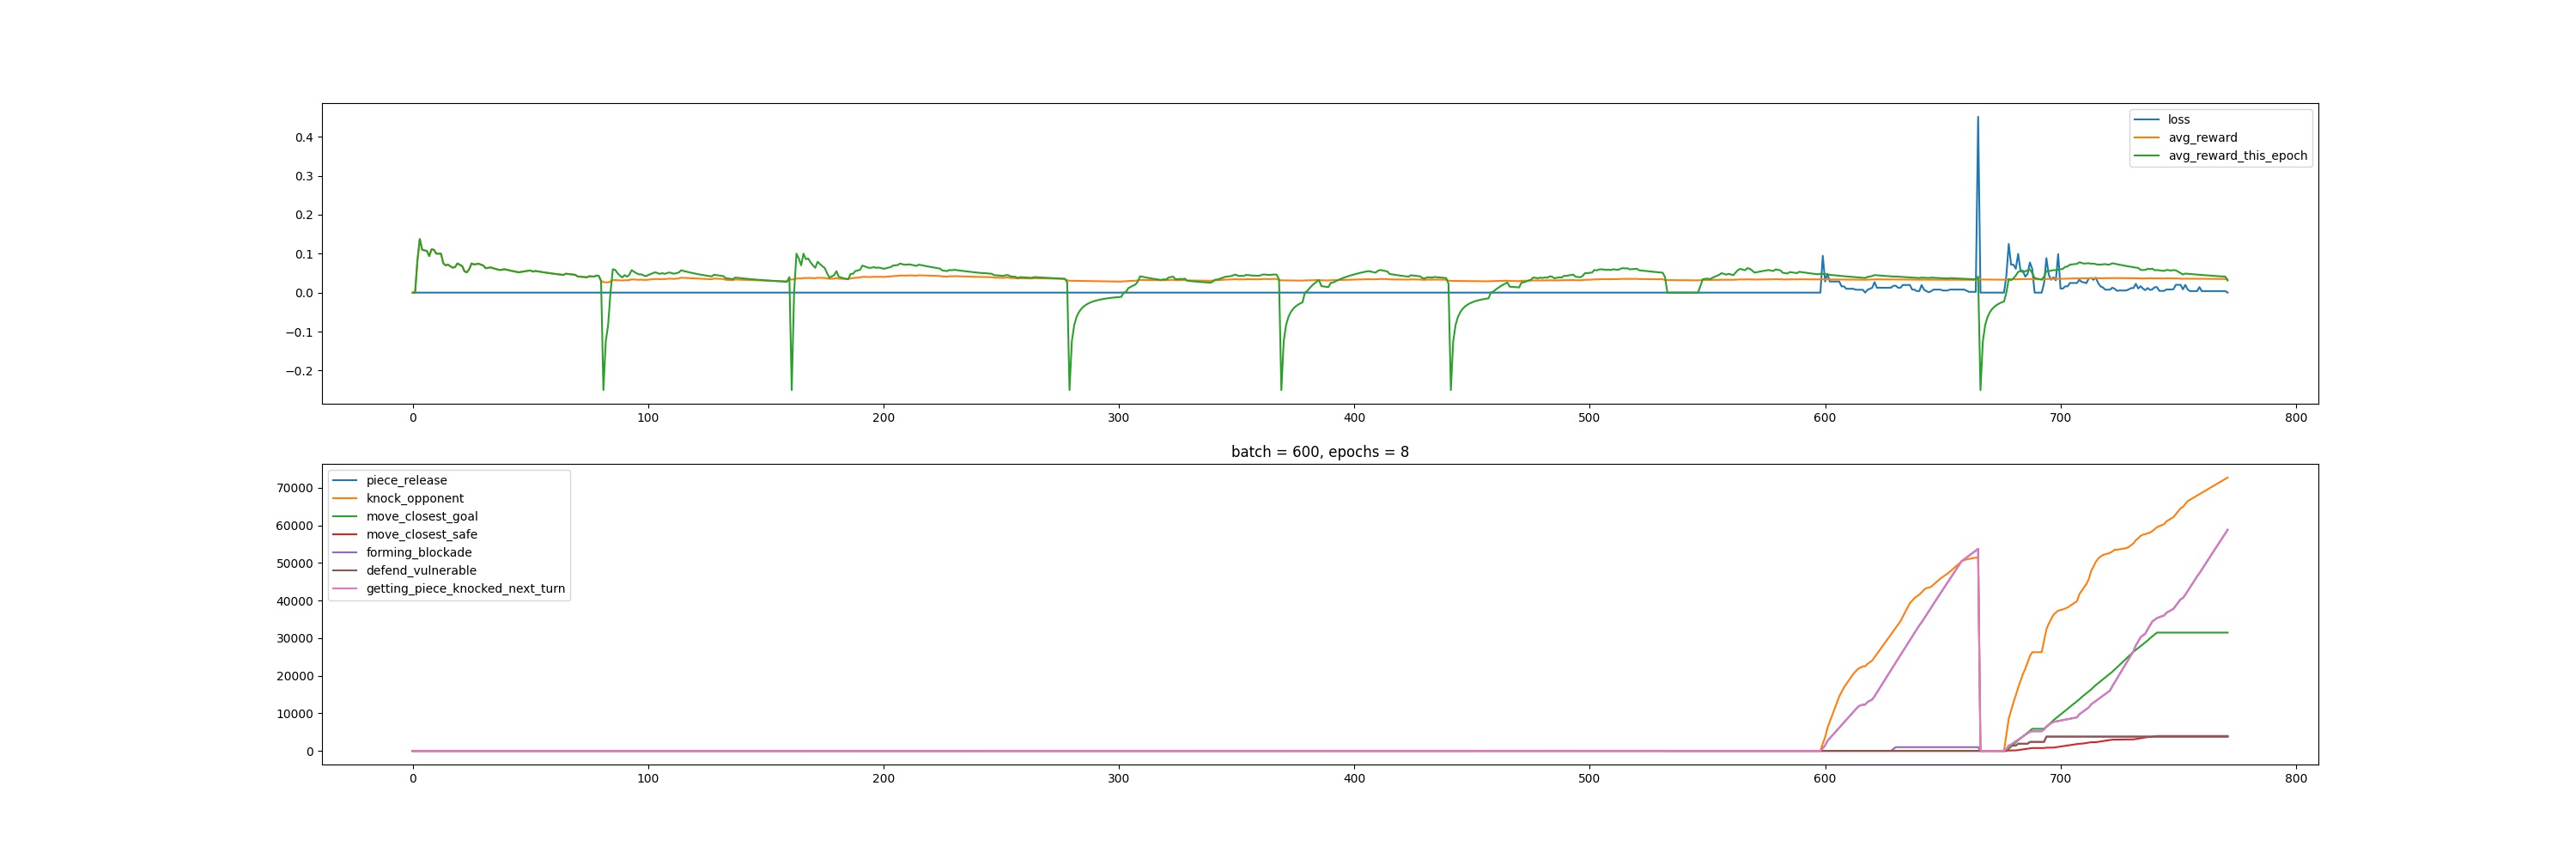 0.4
0.3
0.2
0.1
0.0
−0.1
−0.2
loss
avg_reward
avg_reward_this_epoch
0 100 200 300 400 500 600 700 800
batch = 600, epochs = 8
70000
60000
50000
40000
30000
20000
10000
0
piece_release
knock_opponent
move_closest_goal
move_closest_safe
forming_blockade
defend_vulnerable
getting_piece_knocked_next_turn
0 100 200 300 400 500 600 700 800